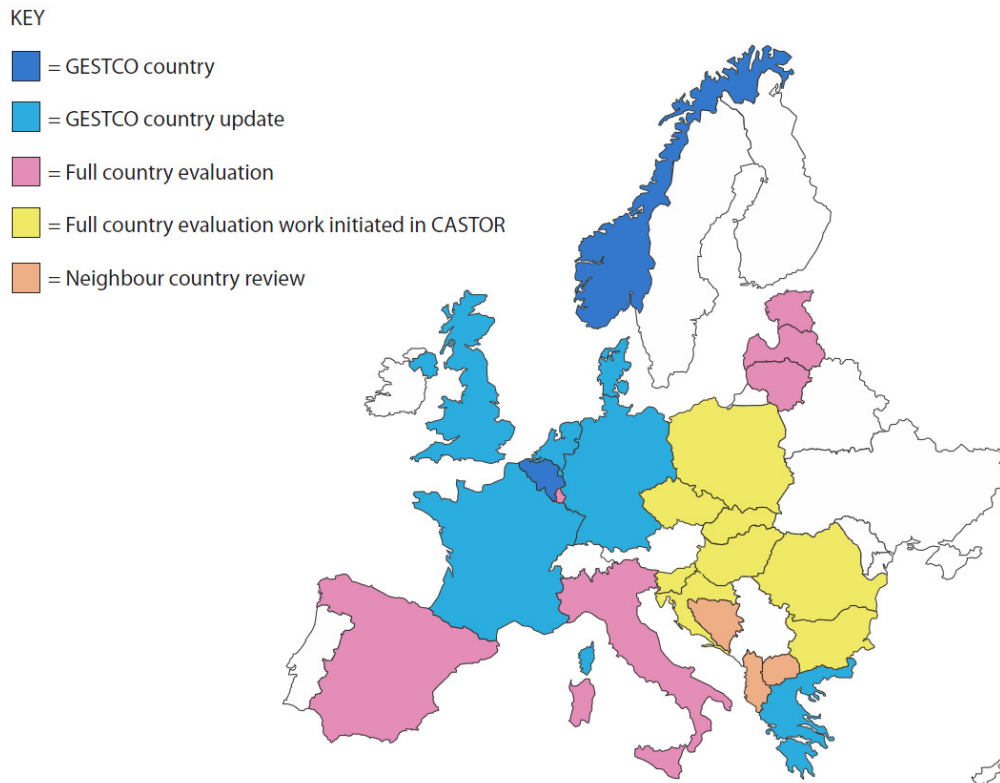 KEY
= GESTCO country
= GESTCO country update
= Full country evaluation
= Full country evaluation work initiated in CASTOR
= Neighbour country review